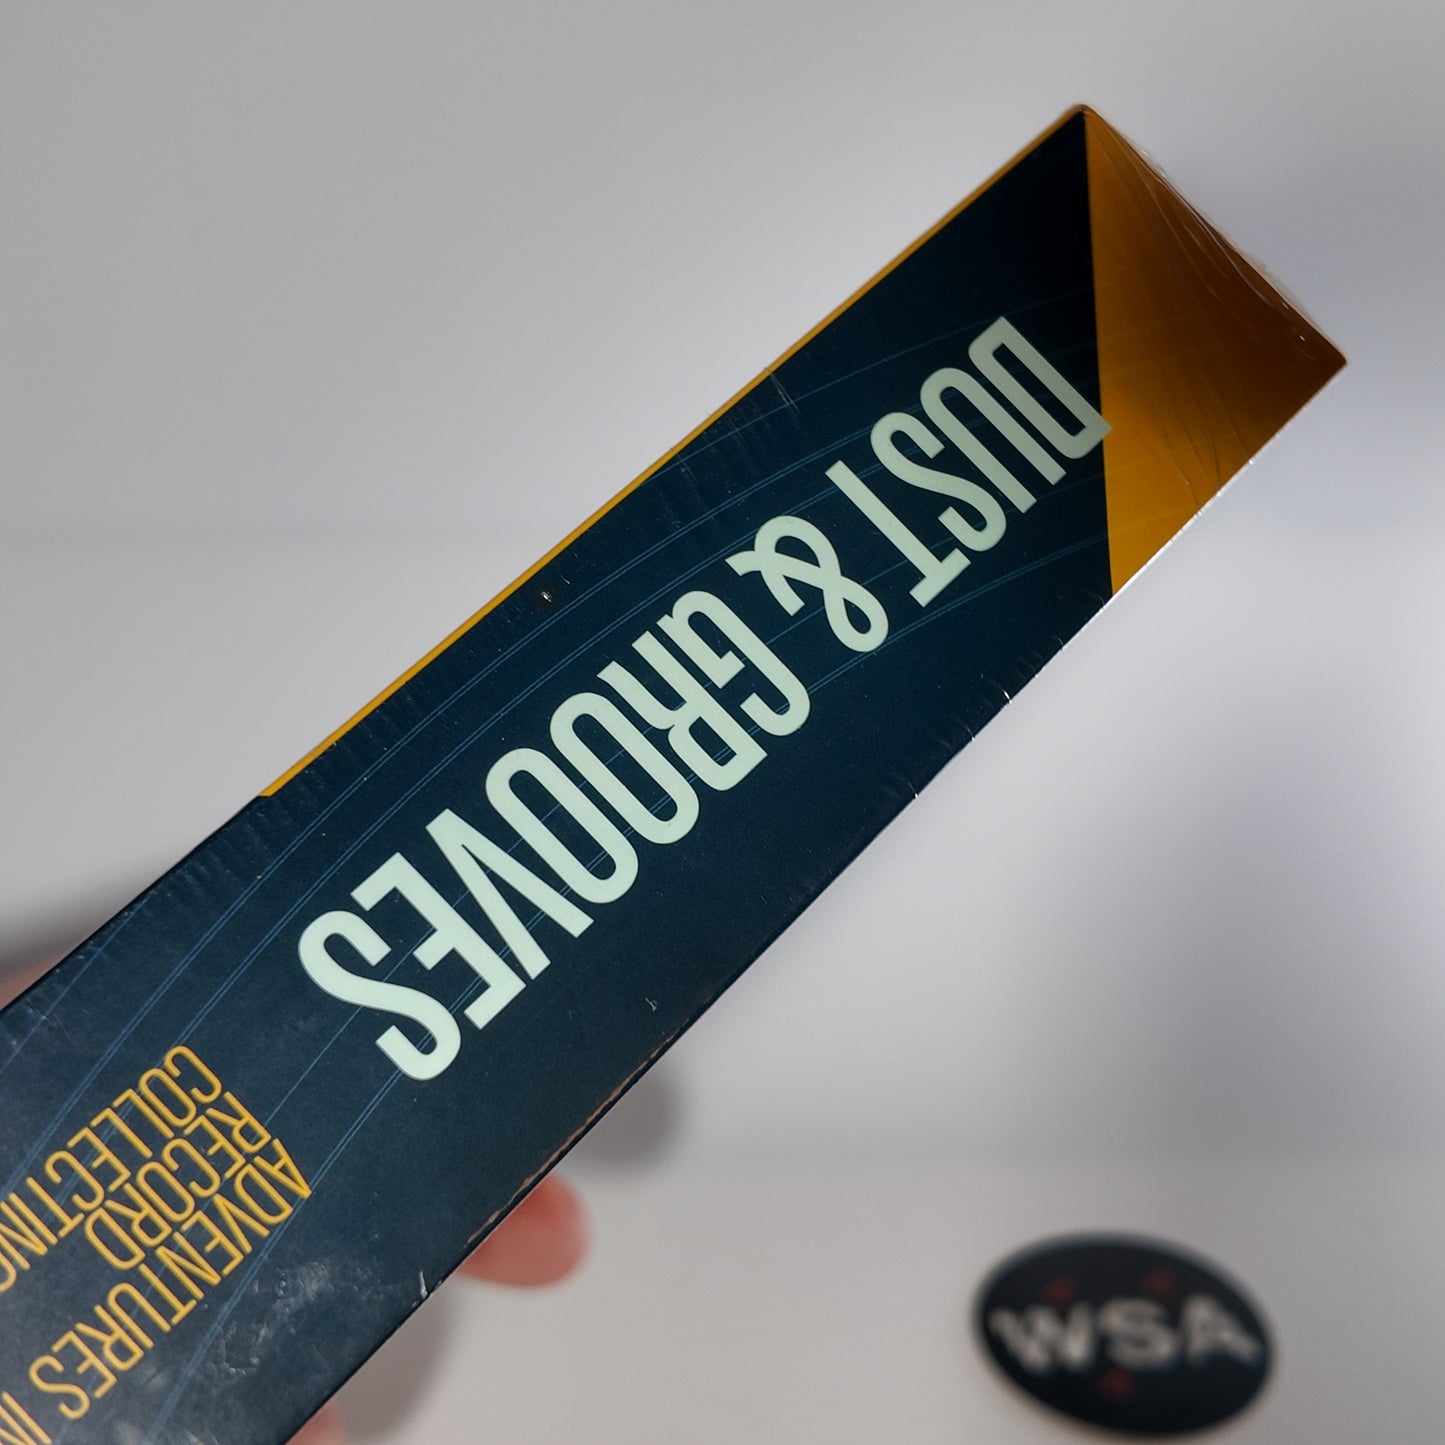 DUST & GROOVES
ADVENTURES IN
RECORD
COLLECTING
WSA